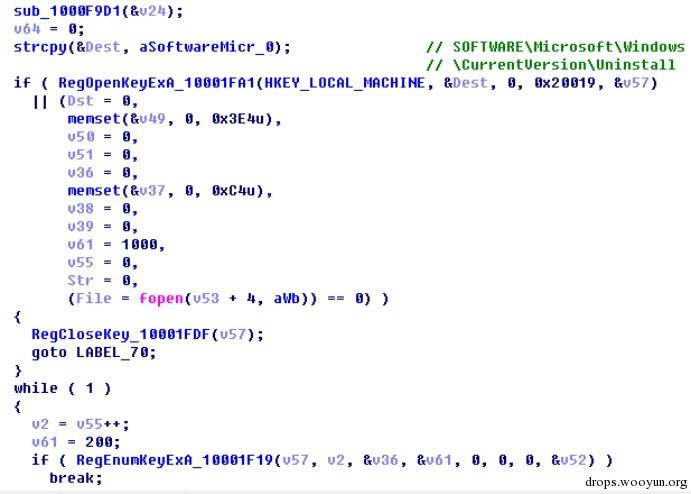 sub_1000F9D1(&v24);
v64 = 0;
strcpy(&Dest, aSoftwareMicr_0); // SOFTWARE\Microsoft\Windows
// \CurrentVersion\Uninstall
if ( RegOpenKeyExA_10001FA1(HKEY_LOCAL_MACHINE, &Dest, 0, 0x20019, &v57)
|| (Dst = 0,
memset(&v49, 0, 0x3E4u),
v50 = 0,
v51 = 0,
v36 = 0,
memset(&v37, 0, 0xC4u),
v38 = 0,
v39 = 0,
v61 = 1000,
v55 = 0,
Str = 0,
(File = fopen(v53 + 4, aWb)) == 0) )
{
RegCloseKey_10001FDF(v57);
goto LABEL_70;
}
while ( 1 )
{
v2 = v55++;
v61 = 200;
if ( RegEnumKeyExA_10001F19(v57, v2, &v36, &v61, 0, 0, 0, &v52) )
break;
drops.wooyun.org